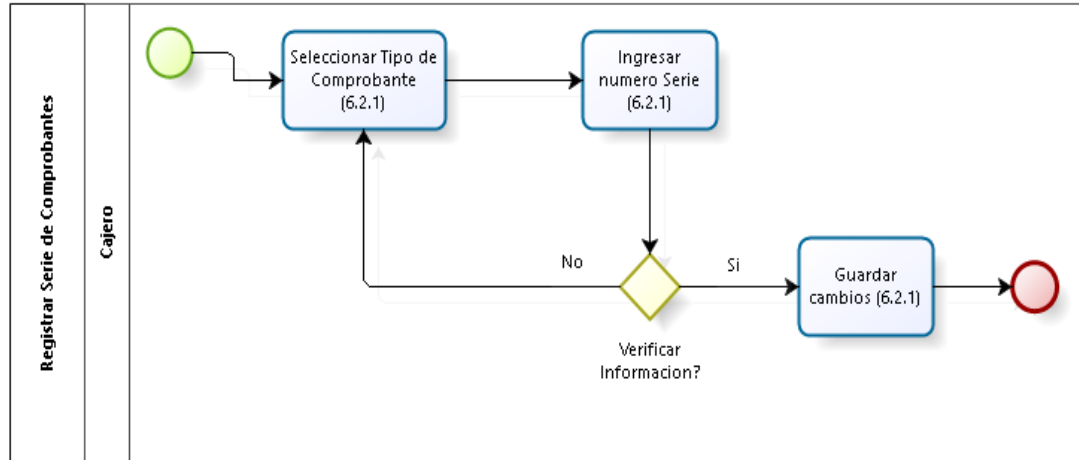 Registrar Serie de Comprobantes
Cajero
Seleccionar Tipo de
Comprobante
(6.2.1)
Ingresar
numero Serie
(6.2.1)
No
Si
Verificar
Informacion?
Guardar
cambios (6.2.1)